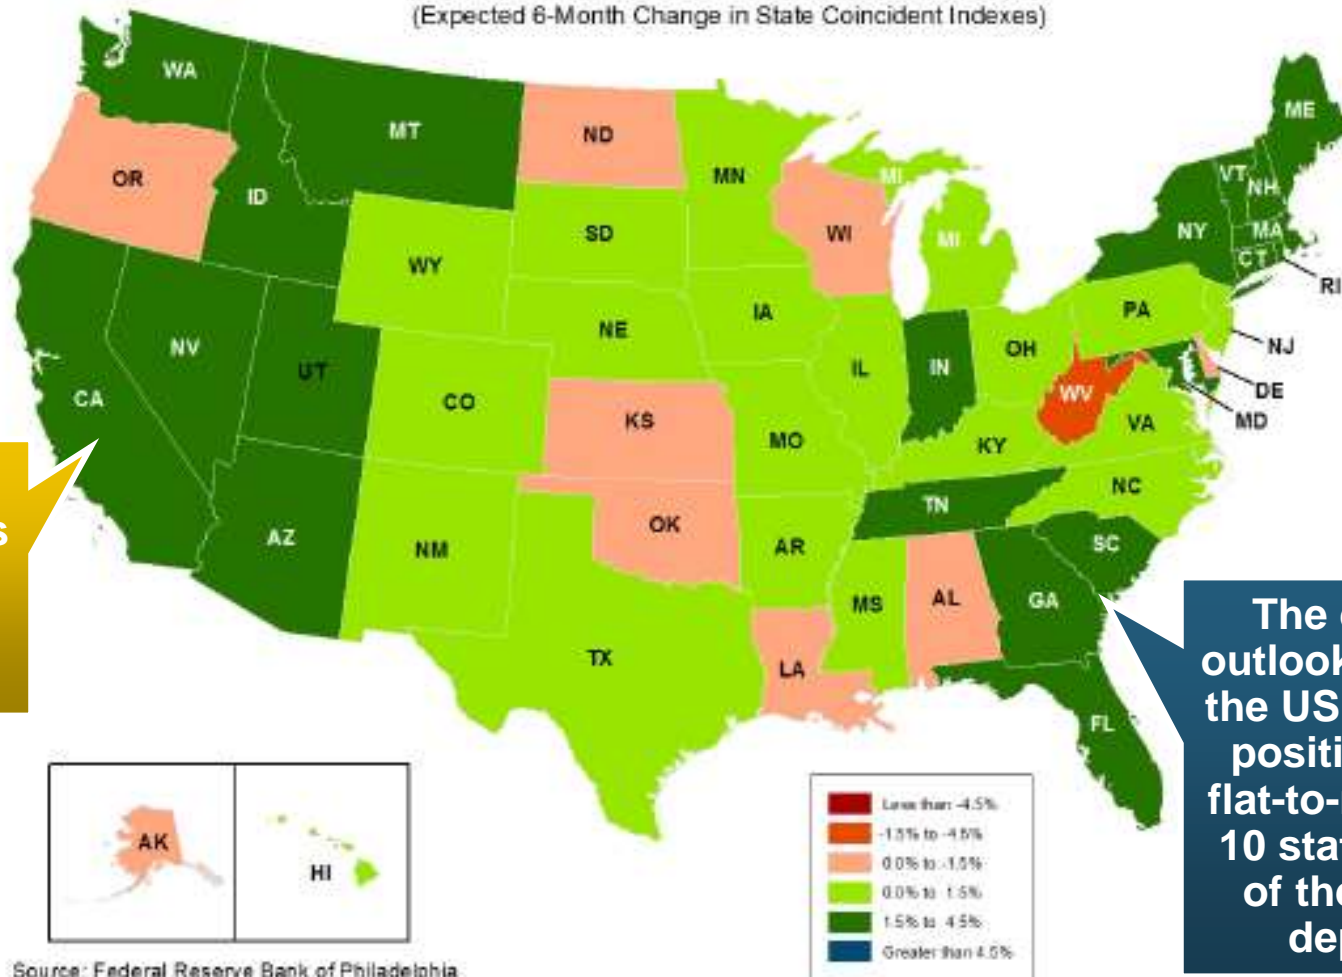 (Expected 6-Month Change in State Coincident Indexes)
WA
MT
ND
MN
ME
OR
ID
SD
WI
MI
MI
VT
NH
NY
MA
CT
RI
WY
IA
PA
NE
NV
UT
CO
IL
IN
OH
NJ
CA
KS
MO
WV
DE
KY
VA
MD
s
AZ
NM
OK
AR
TN
NC
SC
MS
AL
GA
TX
LA
FL
The
outlook
the US
positi
flat-to-
10 stat
of the
dep
AK
HI
Less than -4.5%
-1.5% to -4.5%
0.0% to -1.5%
0.0% to 1.5%
1.5% to 4.5%
Greater than 4.5%
Source: Federal Reserve Bank of Philadelphia